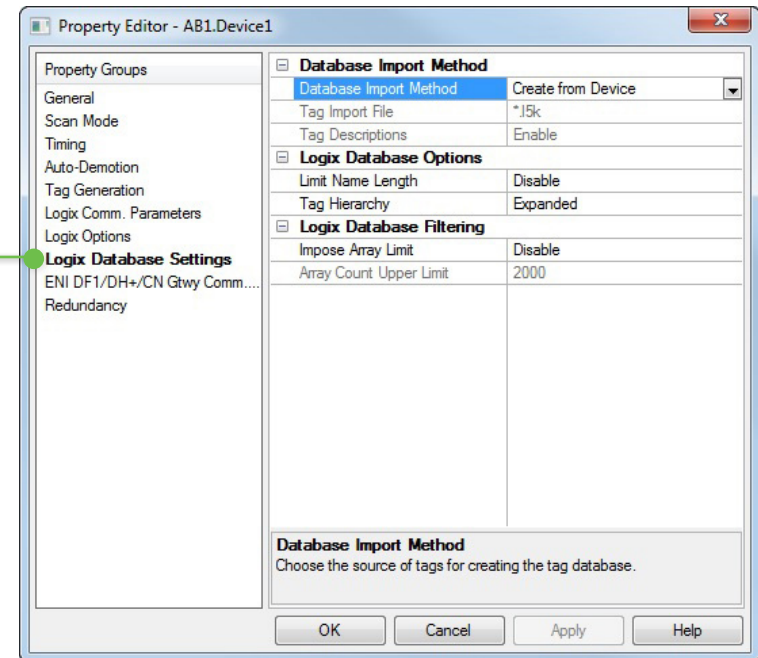 Property Editor - AB1.Device1
Property Groups
General
Scan Mode
Timing
Auto-Demotion
Tag Generation
Logix Comm. Parameters
Logix Options
Logix Database Settings
ENI DF1/DH+/CN Gtwy Comm....
Redundancy
Database Import Method
Database Import Method Create from Device
Tag Import File *.l5k
Tag Descriptions Enable
Logix Database Options
Limit Name Length Disable
Tag Hierarchy Expanded
Logix Database Filtering
Impose Array Limit Disable
Array Count Upper Limit 2000
Database Import Method
Choose the source of tags for creating the tag database.
OK Cancel Apply Help